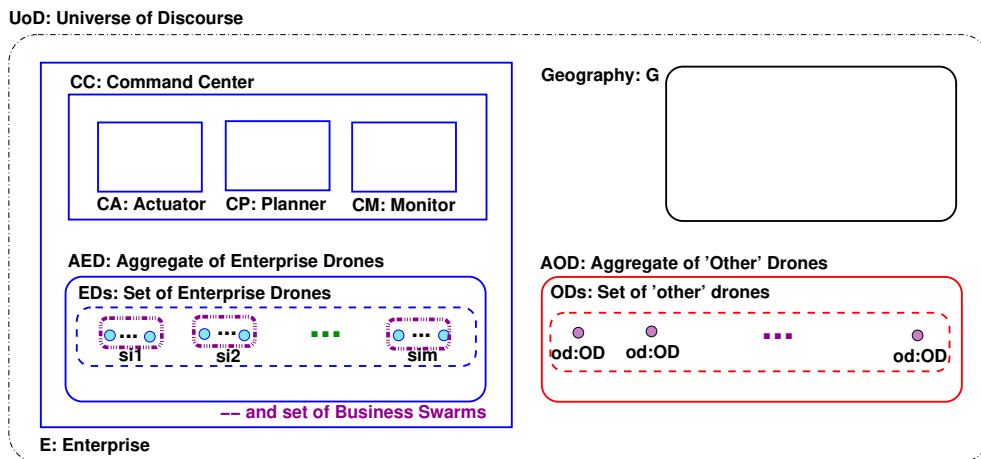 UoD: Universe of Discourse
CC: Command Center
Geography: G
CA: Actuator CP: Planner CM: Monitor
AED: Aggregate of Enterprise Drones
AOD: Aggregate of 'Other' Drones
EDs: Set of Enterprise Drones
ODs: Set of 'other' drones
... ... ... ... ...
si1 si2 sim
od:OD od:OD od:OD
–– and set of Business Swarms
E: Enterprise